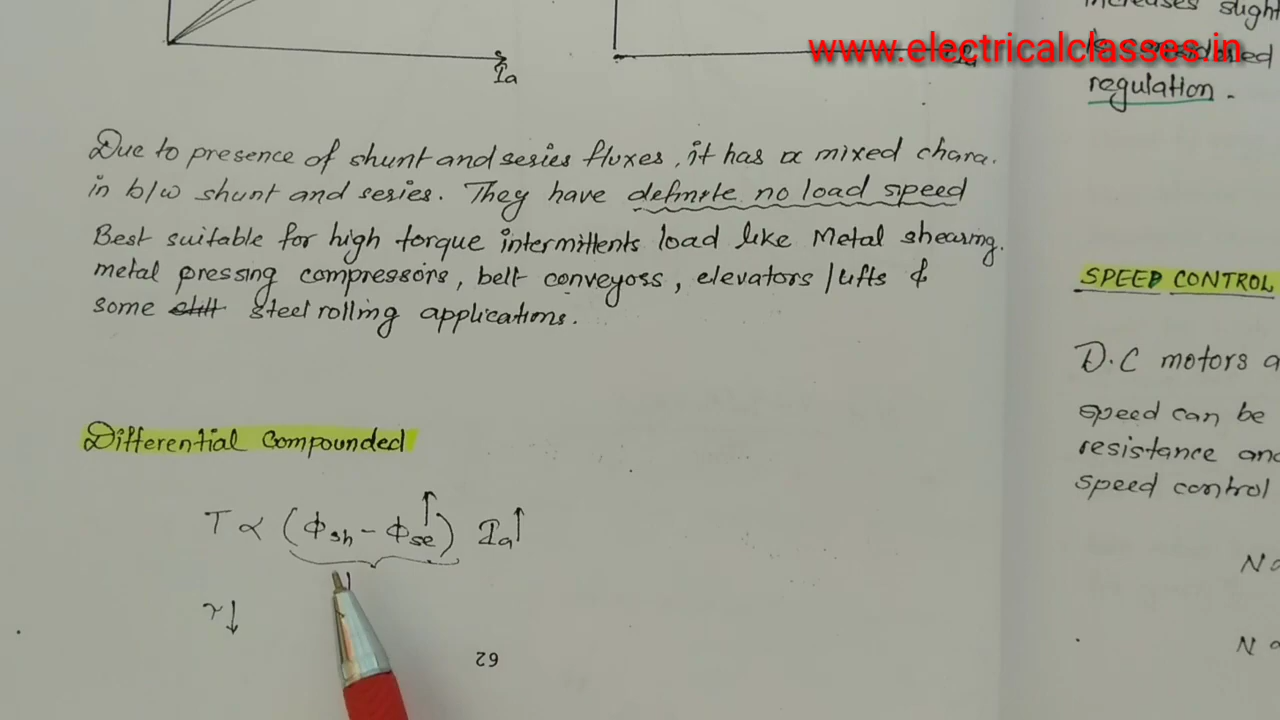 increases slight
www.electricalclasses.in
Ia
regulation.
Due to presence of shunt and series fluxes, it has a mixed chara.
in b/w shunt and series. They have definite no load speed
Best suitable for high torque intermittents load like Metal shearing.
metal pressing compressors, belt conveyoss, elevators /lifts &
some steel rolling applications.
SPEED CONTROL
D.C motors a
speed can be
resistance and
speed control
Differential Compounded
T ∝ (Φsh - Φse↑) Ia↑
τ↓
N ∝
N ∝
62